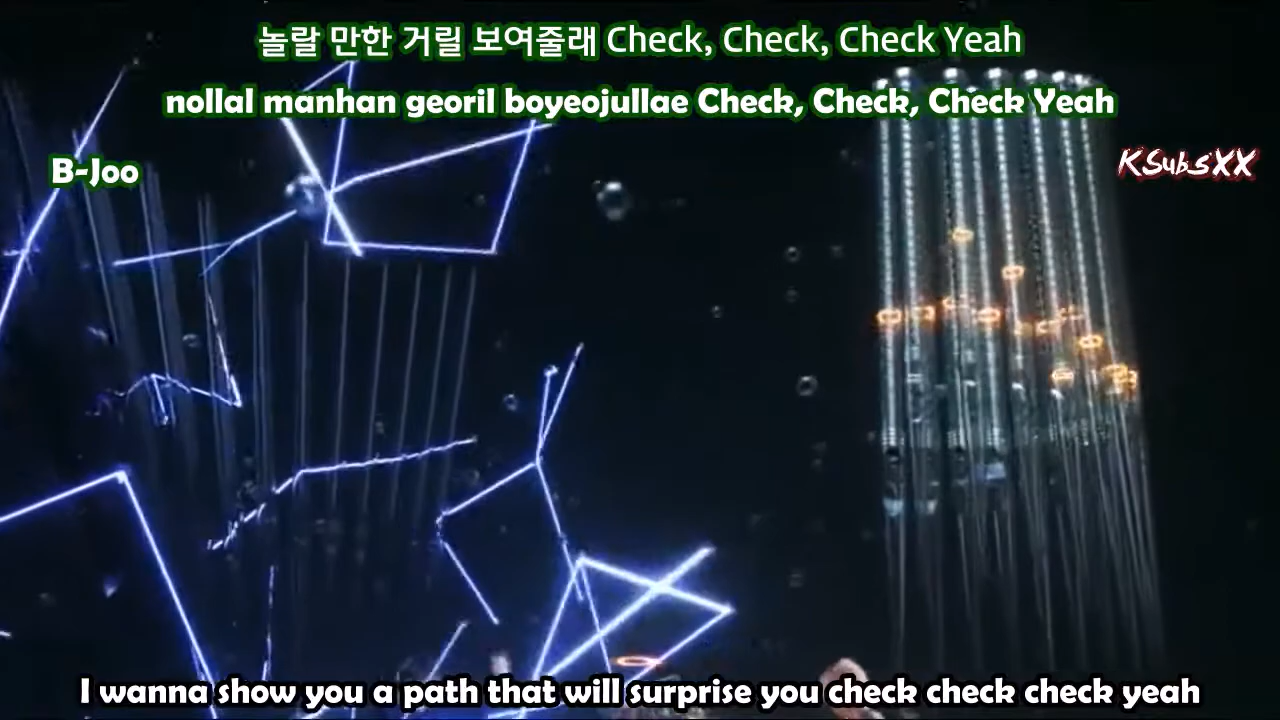 놀랄 만한 거릴 보여줄래 Check, Check, Check Yeah
nollal manhan georil boyeojullae Check, Check, Check Yeah
B-Joo
KSubsXX
I wanna show you a path that will surprise you check check check yeah